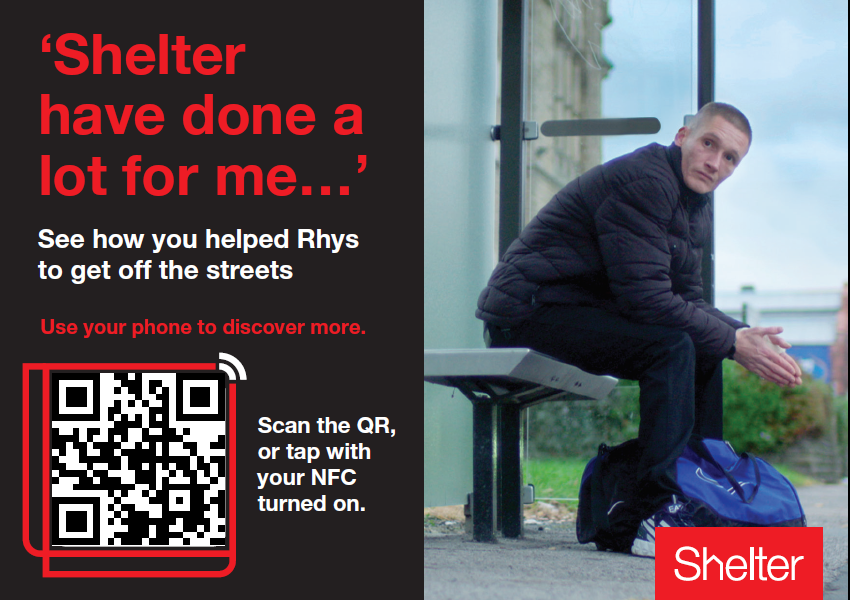 ‘Shelter
have done a
lot for me…’
See how you helped Rhys
to get off the streets
Use your phone to discover more.
Scan the QR,
or tap with
your NFC
turned on.
Shelter